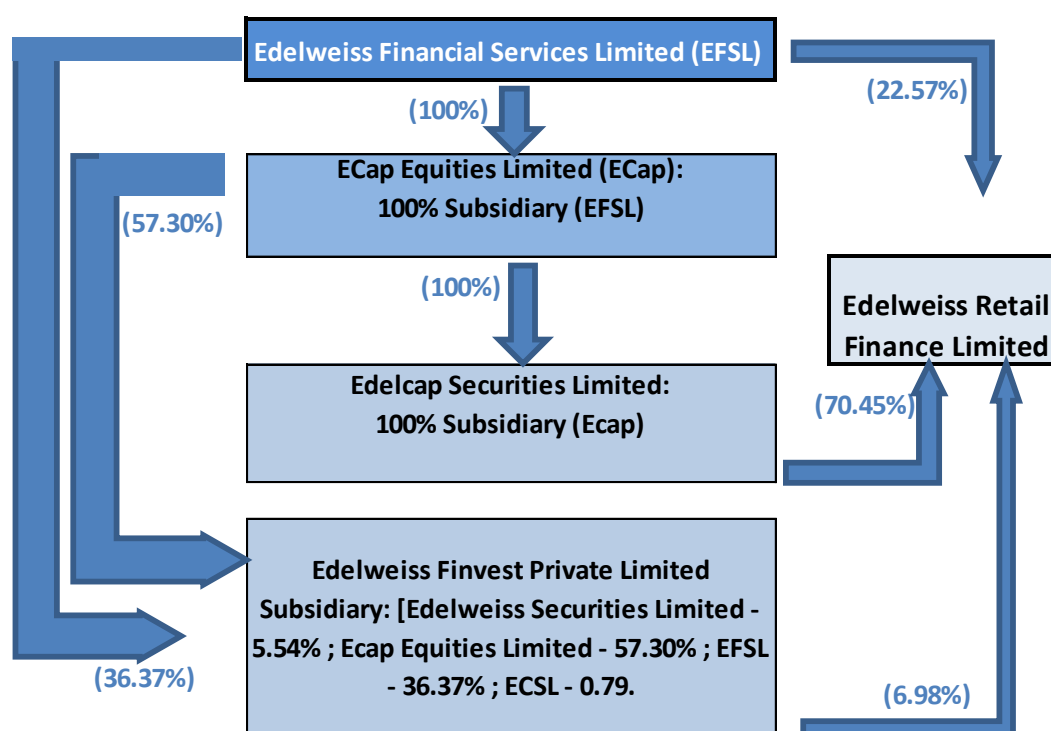 Edelweiss Financial Services Limited (EFSL)
(100%)
(22.57%)
ECap Equities Limited (ECap):
100% Subsidiary (EFSL)
(57.30%)
(100%)
Edelweiss Retail
Finance Limited
Edelcap Securities Limited:
100% Subsidiary (Ecap)
(70.45%)
Edelweiss Finvest Private Limited
Subsidiary: [Edelweiss Securities Limited -
5.54% ; Ecap Equities Limited - 57.30% ; EFSL
- 36.37% ; ECSL - 0.79.
(36.37%)
(6.98%)